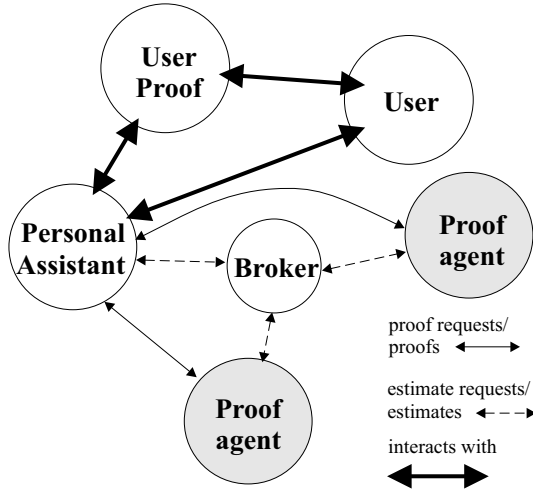 User
Proof
User
Personal
Assistant
Broker
Proof
agent
Proof
agent
proof requests/
proofs
estimate requests/
estimates
interacts with